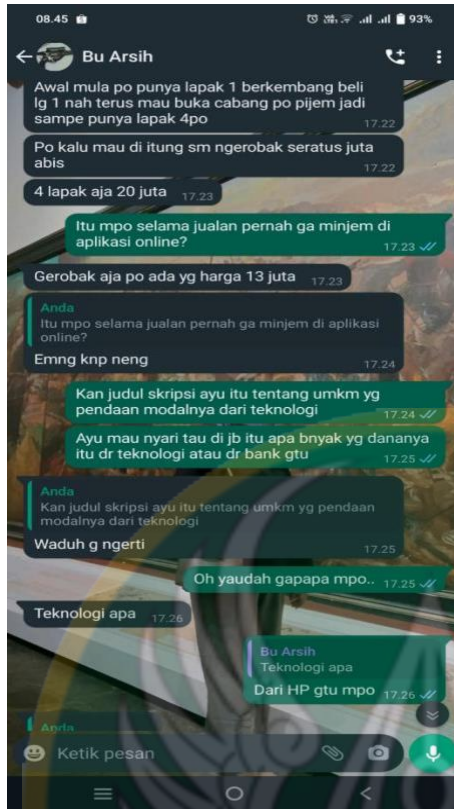 08.45
93%
Bu Arsih
Awal mula po punya lapak 1 berkembang beli
lg 1 nah terus mau buka cabang po pijem jadi
sampe punya lapak 4po
17.22
Po kalu mau di itung sm ngerobak seratus juta
abis
17.22
4 lapak aja 20 juta 17.23
Itu mpo selama jualan pernah ga minjem di
aplikasi online?
17.23
Gerobak aja po ada yg harga 13 juta 17.23
Anda
Itu mpo selama jualan pernah ga minjem di aplikasi
online?
Emng knp neng
17.24
Kan judul skripsi ayu itu tentang umkm yg
pendaan modalnya dari teknologi
17.24
Ayu mau nyari tau di jb itu apa bnyak yg dananya
itu dr teknologi atau dr bank gtu
17.25
Anda
Kan judul skripsi ayu itu tentang umkm yg pendaan
modalnya dari teknologi
Waduh g ngerti
17.25
Oh yaudah gapapa mpo.. 17.25
Teknologi apa 17.26
Bu Arsih
Teknologi apa
Dari HP gtu mpo 17.26
Anda
Ketik pesan